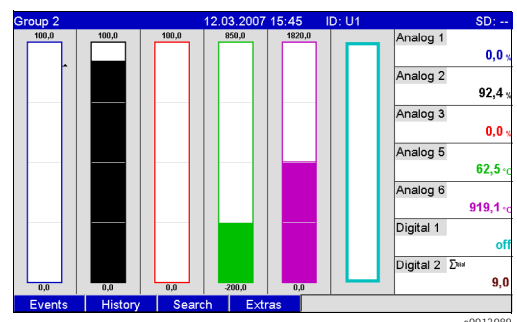 Group 2 12.03.2007 15:45 ID: U1 SD: --
100,0 100,0 100,0 850,0 1820,0
Analog 1
0,0 %
Analog 2
92,4 %
Analog 3
0,0 %
Analog 5
62,5 °C
Analog 6
919,1 °C
Digital 1
off
Digital 2 ΣTotal
9,0
0,0 0,0 0,0 -200,0 0,0
Events History Search Extras